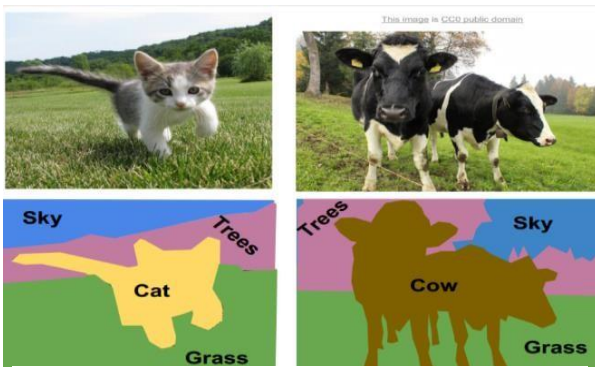 This image is CC0 public domain
Sky
Trees
Cat
Grass
Trees
Sky
Cow
Grass